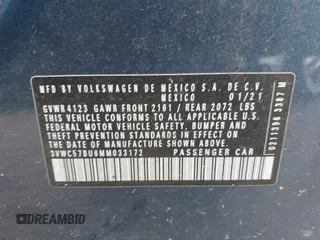 MFD BY VOLKSWAGEN DE MEXICO S.A. DE C.V.
MEXICO 01/21
GVWR 4123 GAWR FRONT 2161 / REAR 2072 LBS
THIS VEHICLE CONFORMS TO ALL APPLICABLE U.S.
FEDERAL MOTOR VEHICLE SAFETY, BUMPER AND
THEFT PREVENTION STANDARDS IN EFFECT ON
THE DATE OF MANUFACTURE SHOWN ABOVE.
3VWC57BU6MM033172 PASSENGER CAR
0211396 3387 M
DREAMBID